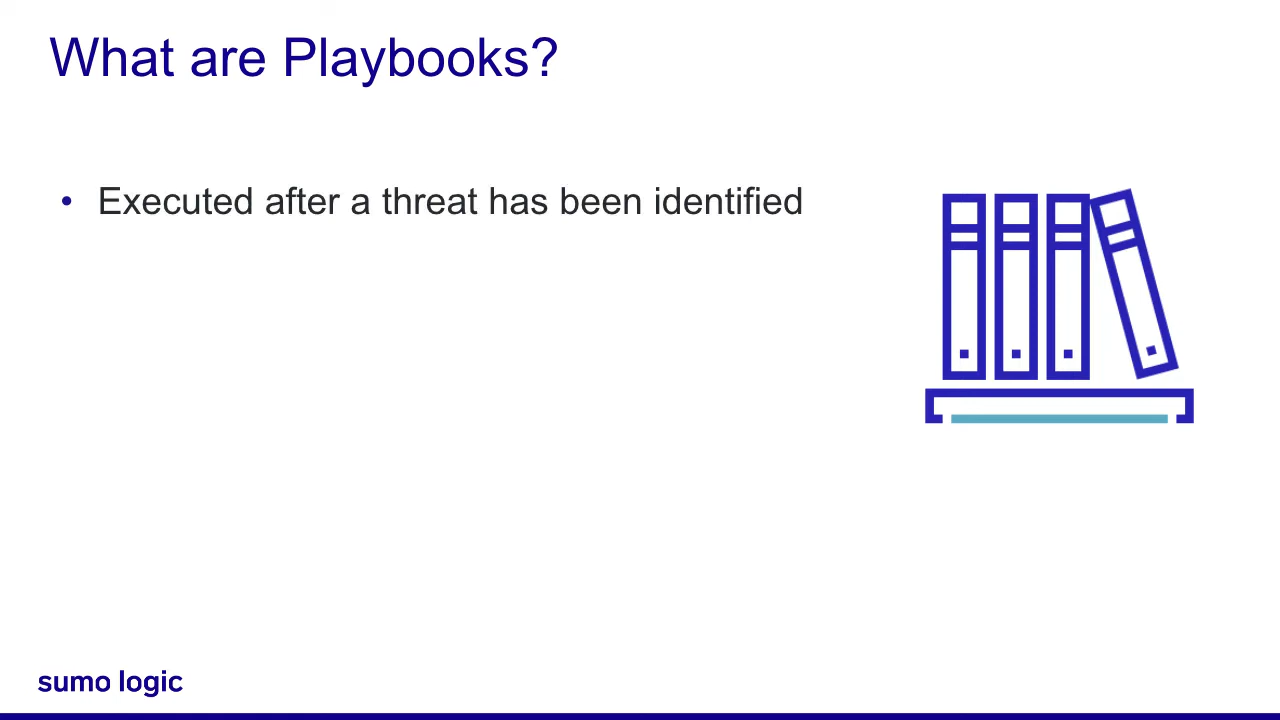 What are Playbooks?
• Executed after a threat has been identified
sumo logic